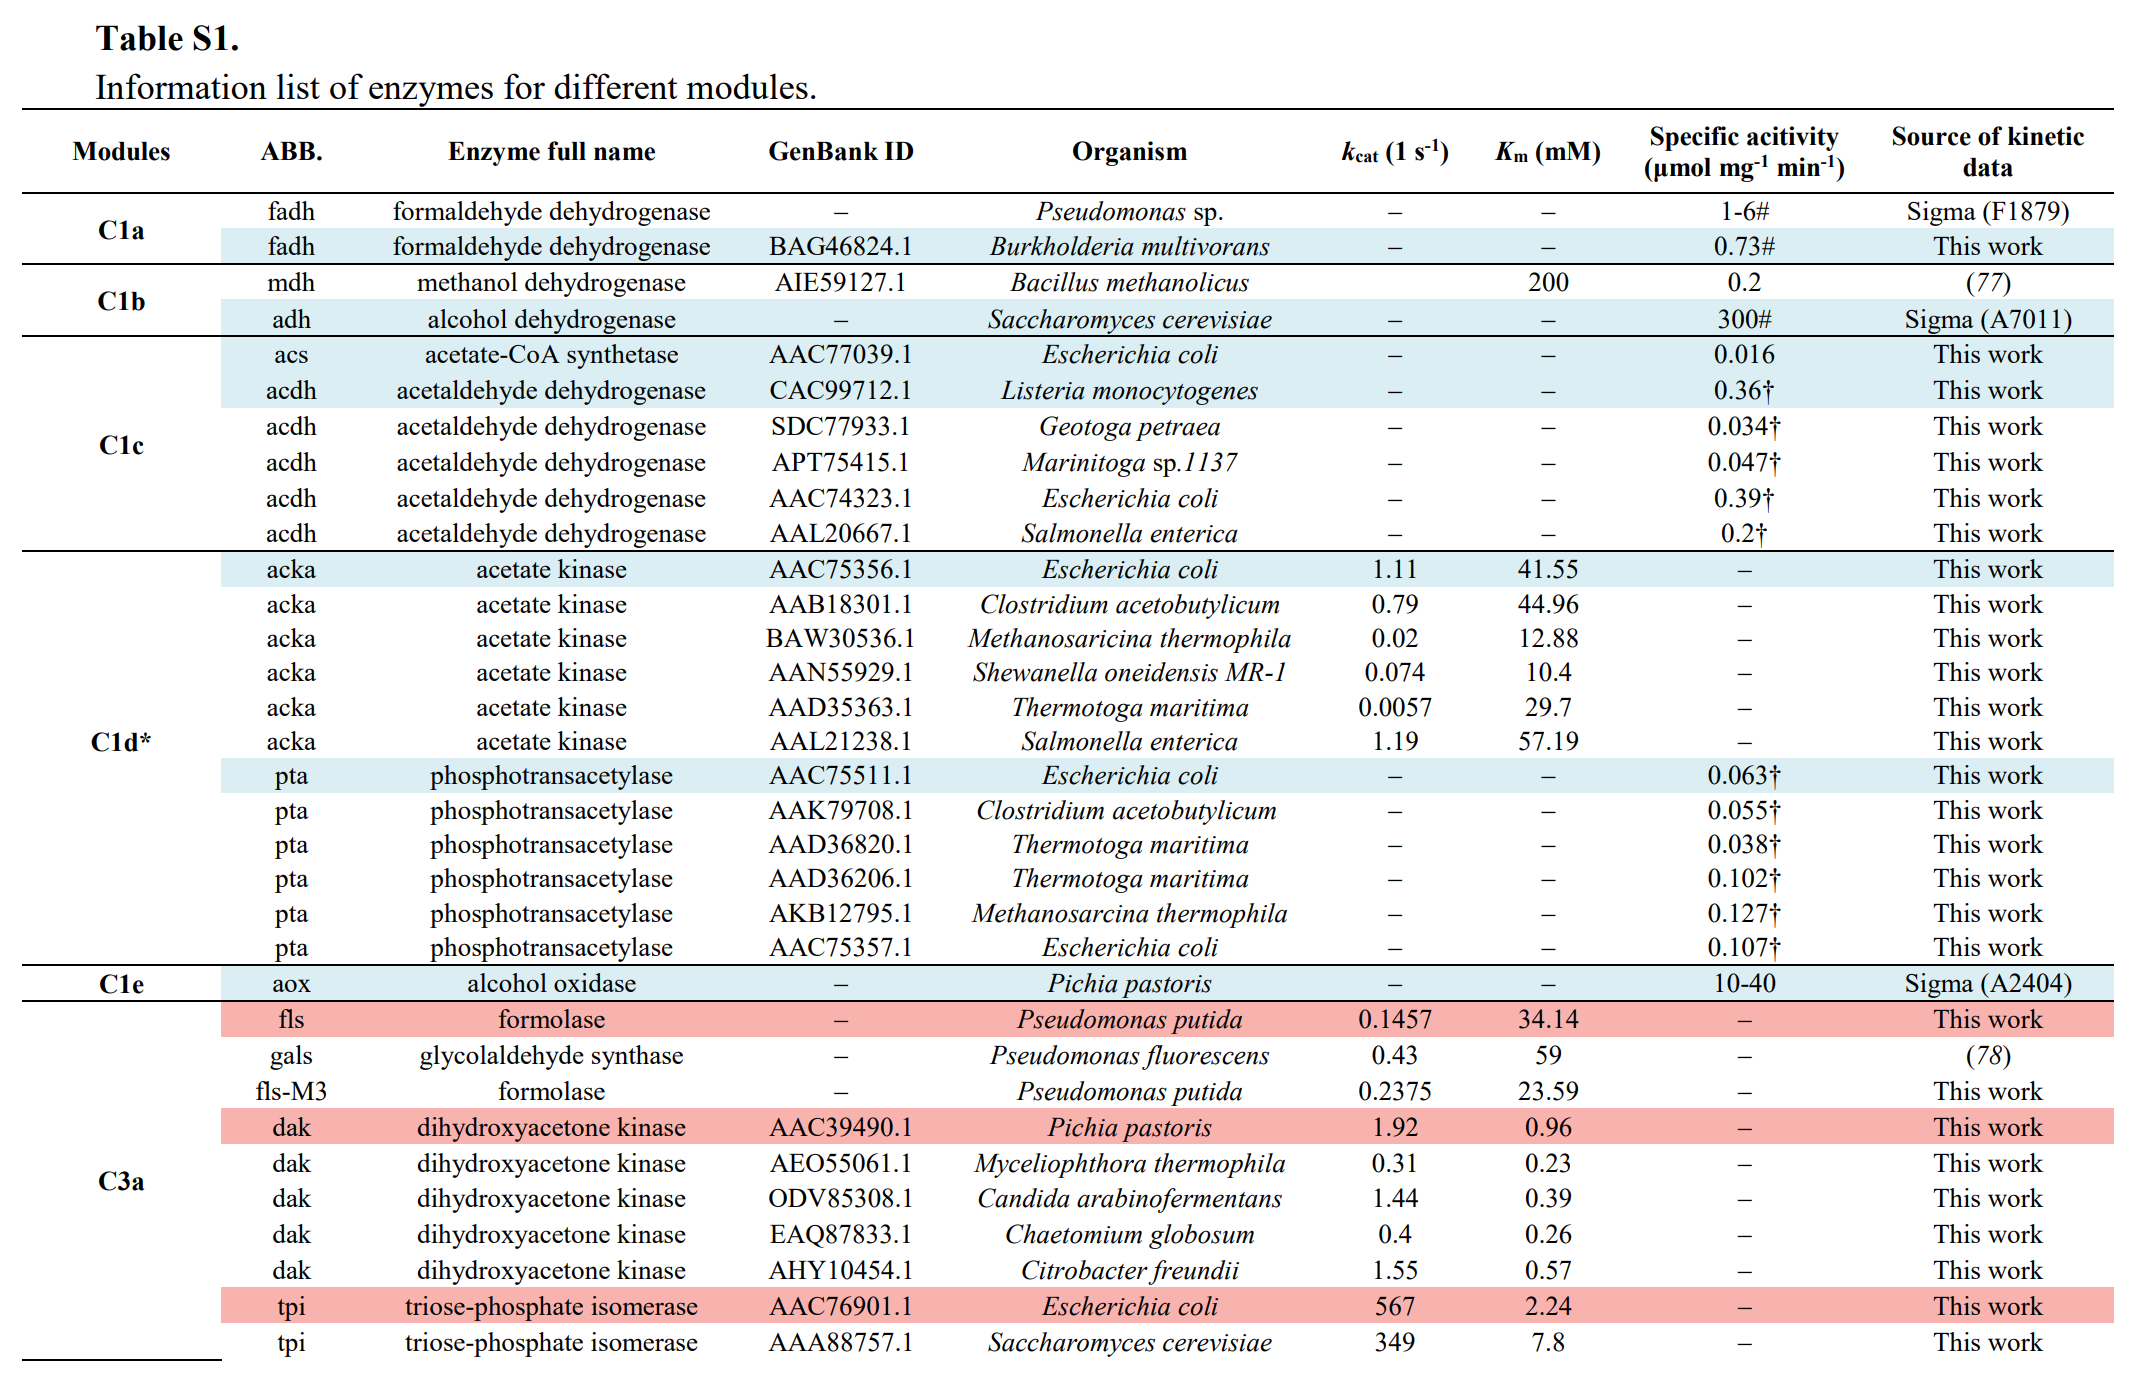 Table S1.
Information list of enzymes for different modules.
Modules ABB. Enzyme full name GenBank ID Organism kcat (1 s-1) Km (mM) Specific acitivity (µmol mg-1 min-1) Source of kinetic data
C1a
fadh formaldehyde dehydrogenase – Pseudomonas sp. – – 1-6# Sigma (F1879)
fadh formaldehyde dehydrogenase BAG46824.1 Burkholderia multivorans – – 0.73# This work
C1b
mdh methanol dehydrogenase AIE59127.1 Bacillus methanolicus 200 0.2 (77)
adh alcohol dehydrogenase – Saccharomyces cerevisiae – – 300# Sigma (A7011)
C1c
acs acetate-CoA synthetase AAC77039.1 Escherichia coli – – 0.016 This work
acdh acetaldehyde dehydrogenase CAC99712.1 Listeria monocytogenes – – 0.36† This work
acdh acetaldehyde dehydrogenase SDC77933.1 Geotoga petraea – – 0.034† This work
acdh acetaldehyde dehydrogenase APT75415.1 Marinitoga sp.1137 – – 0.047† This work
acdh acetaldehyde dehydrogenase AAC74323.1 Escherichia coli – – 0.39† This work
acdh acetaldehyde dehydrogenase AAL20667.1 Salmonella enterica – – 0.2† This work
C1d*
acka acetate kinase AAC75356.1 Escherichia coli 1.11 41.55 – This work
acka acetate kinase AAB18301.1 Clostridium acetobutylicum 0.79 44.96 – This work
acka acetate kinase BAW30536.1 Methanosaricina thermophila 0.02 12.88 – This work
acka acetate kinase AAN55929.1 Shewanella oneidensis MR-1 0.074 10.4 – This work
acka acetate kinase AAD35363.1 Thermotoga maritima 0.0057 29.7 – This work
acka acetate kinase AAL21238.1 Salmonella enterica 1.19 57.19 – This work
pta phosphotransacetylase AAC75511.1 Escherichia coli – – 0.063† This work
pta phosphotransacetylase AAK79708.1 Clostridium acetobutylicum – – 0.055† This work
pta phosphotransacetylase AAD36820.1 Thermotoga maritima – – 0.038† This work
pta phosphotransacetylase AAD36206.1 Thermotoga maritima – – 0.102† This work
pta phosphotransacetylase AKB12795.1 Methanosarcina thermophila – – 0.127† This work
pta phosphotransacetylase AAC75357.1 Escherichia coli – – 0.107† This work
C1e
aox alcohol oxidase – Pichia pastoris – – 10-40 Sigma (A2404)
C3a
fls formolase – Pseudomonas putida 0.1457 34.14 – This work
gals glycolaldehyde synthase – Pseudomonas fluorescens 0.43 59 – (78)
fls-M3 formolase – Pseudomonas putida 0.2375 23.59 – This work
dak dihydroxyacetone kinase AAC39490.1 Pichia pastoris 1.92 0.96 – This work
dak dihydroxyacetone kinase AEO55061.1 Myceliophthora thermophila 0.31 0.23 – This work
dak dihydroxyacetone kinase ODV85308.1 Candida arabinofermentans 1.44 0.39 – This work
dak dihydroxyacetone kinase EAQ87833.1 Chaetomium globosum 0.4 0.26 – This work
dak dihydroxyacetone kinase AHY10454.1 Citrobacter freundii 1.55 0.57 – This work
tpi triose-phosphate isomerase AAC76901.1 Escherichia coli 567 2.24 – This work
tpi triose-phosphate isomerase AAA88757.1 Saccharomyces cerevisiae 349 7.8 – This work